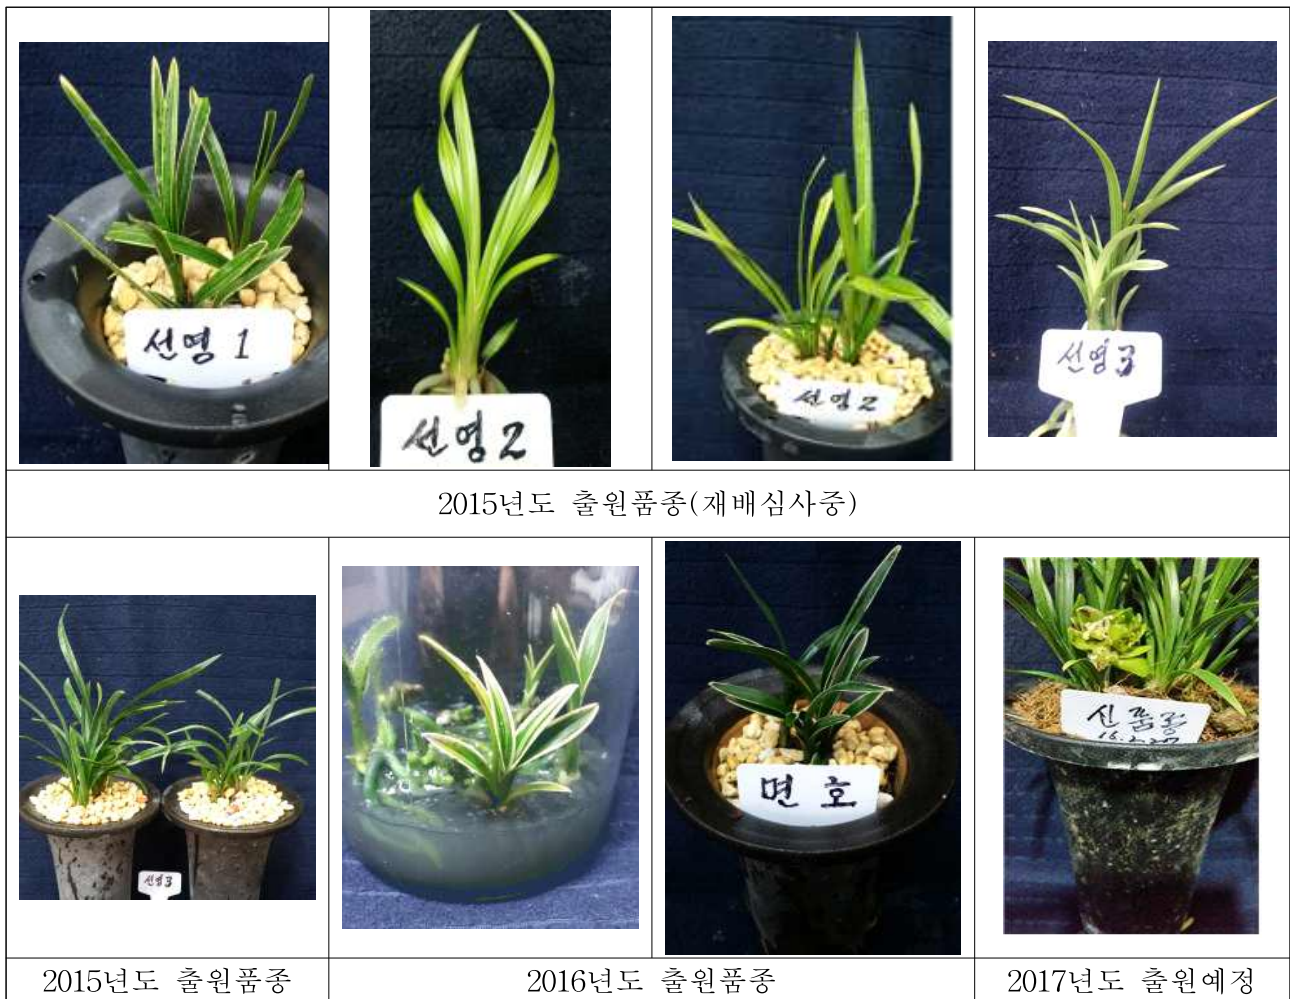 선영 1
선영 2
선영 2
선영 3
2015년도 출원품종(재배심사중)
선영 3
면호
신품종
2015년도 출원품종
2016년도 출원품종
2017년도 출원예정